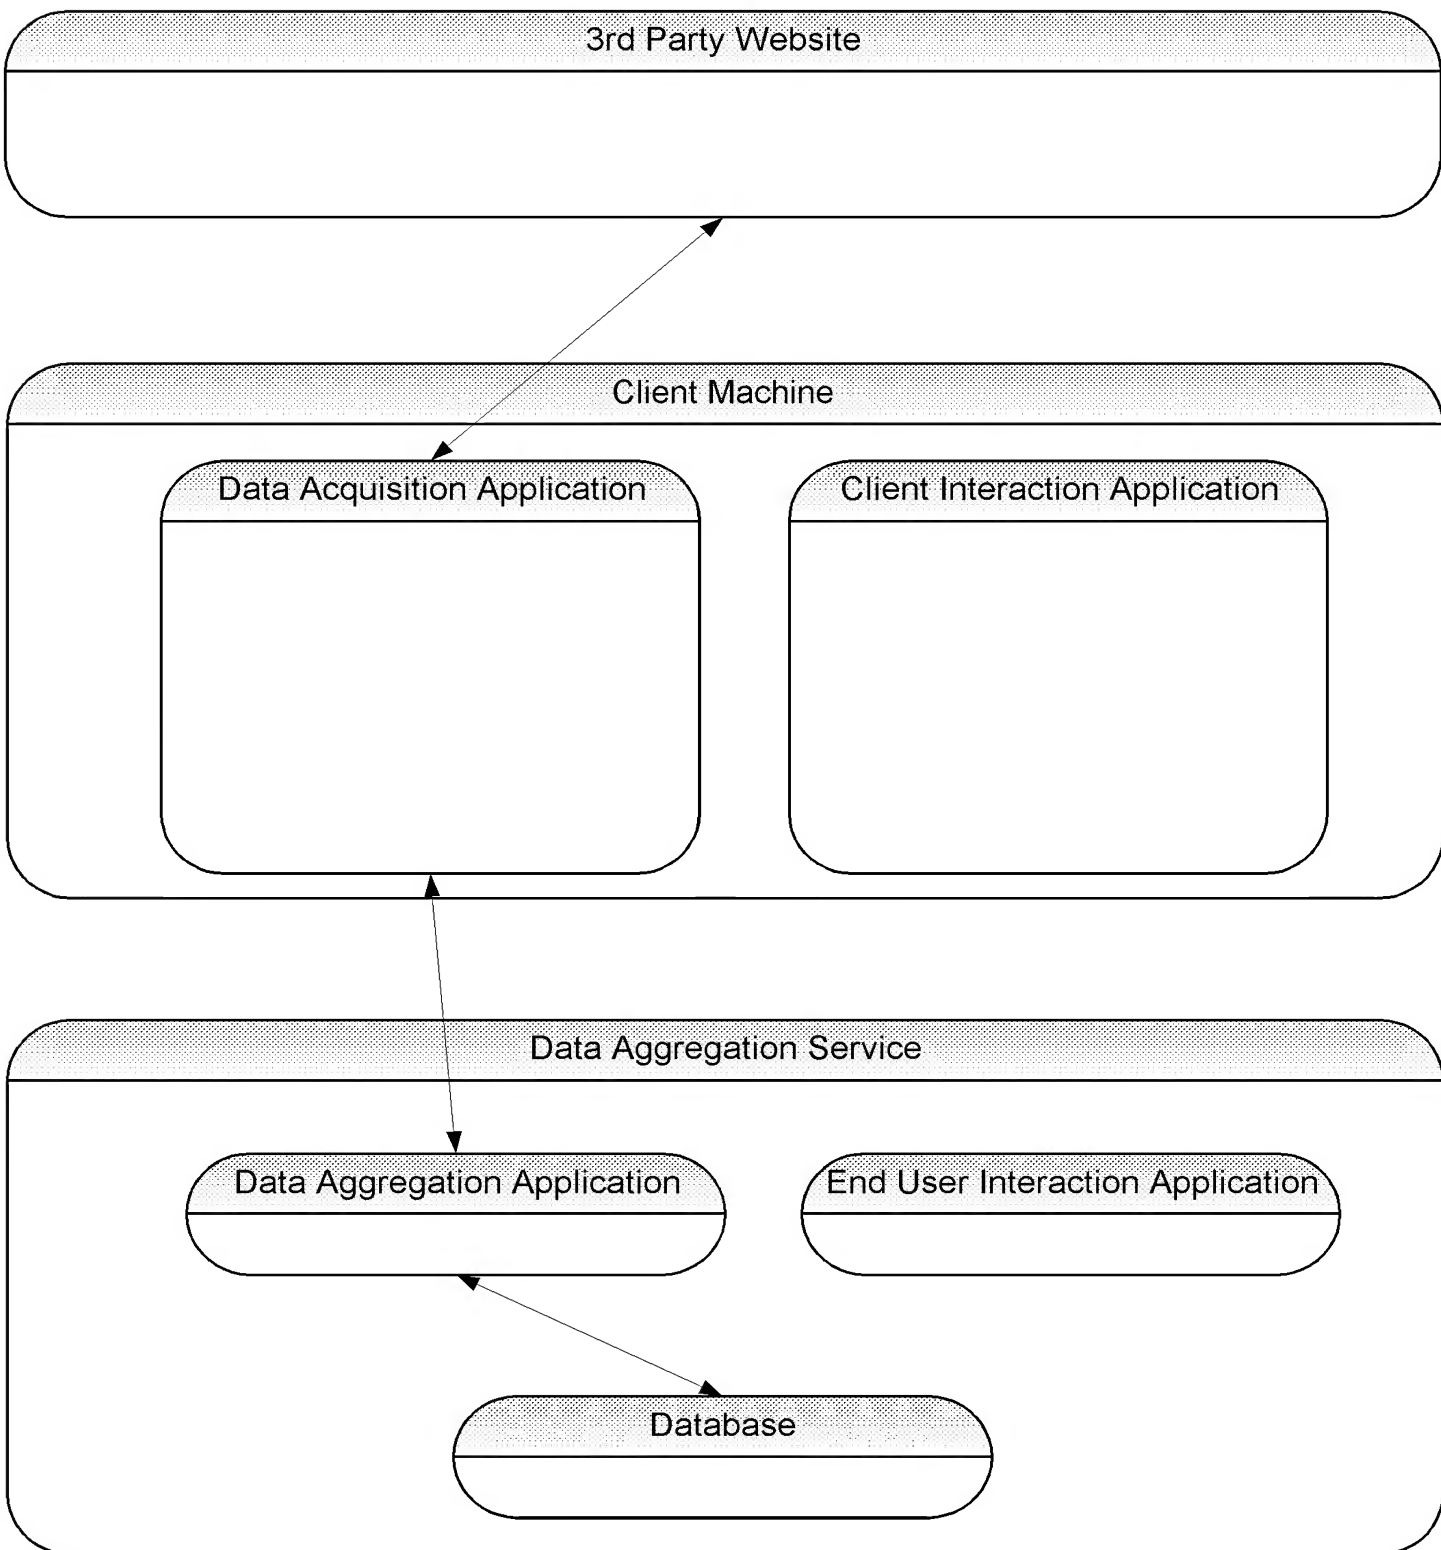 3rd Party Website
Client Machine
Data Acquisition Application
Client Interaction Application
Data Aggregation Service
Data Aggregation Application
End User Interaction Application
Database